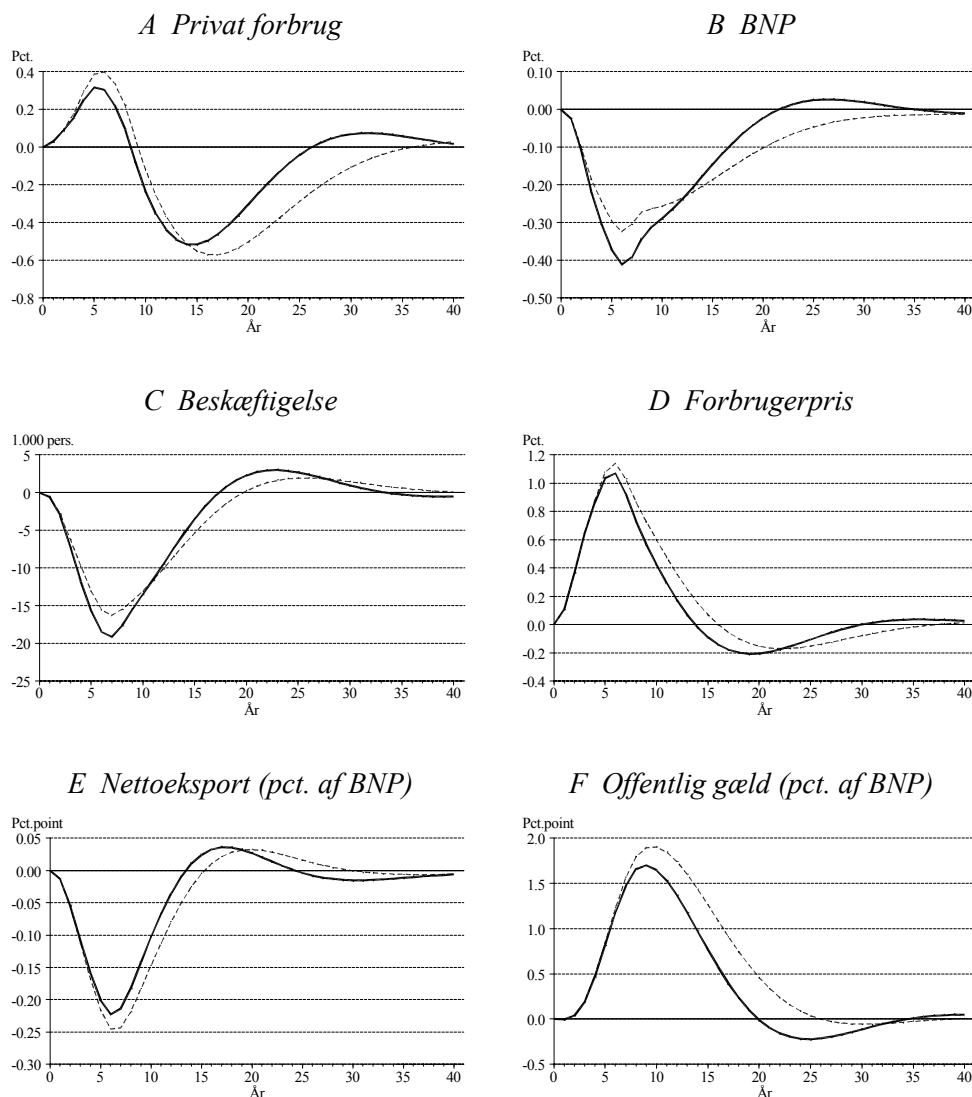 A Privat forbrug
Pct.
0.4
0.2
0.0
-0.2
-0.4
-0.6
-0.8
0 5 10 15 20 25 30 35 40
År
B BNP
Pct.
0.10
0.00
-0.10
-0.20
-0.30
-0.40
-0.50
0 5 10 15 20 25 30 35 40
År
C Beskæftigelse
1.000 pers.
5
0
-5
-10
-15
-20
-25
0 5 10 15 20 25 30 35 40
År
D Forbrugerpris
Pct.
1.2
1.0
0.8
0.6
0.4
0.2
0.0
-0.2
-0.4
0 5 10 15 20 25 30 35 40
År
E Nettoeksport (pct. af BNP)
Pct.point
0.05
0.00
-0.05
-0.10
-0.15
-0.20
-0.25
-0.30
0 5 10 15 20 25 30 35 40
År
F Offentlig gæld (pct. af BNP)
Pct.point
2.0
1.5
1.0
0.5
0.0
-0.5
0 5 10 15 20 25 30 35 40
År